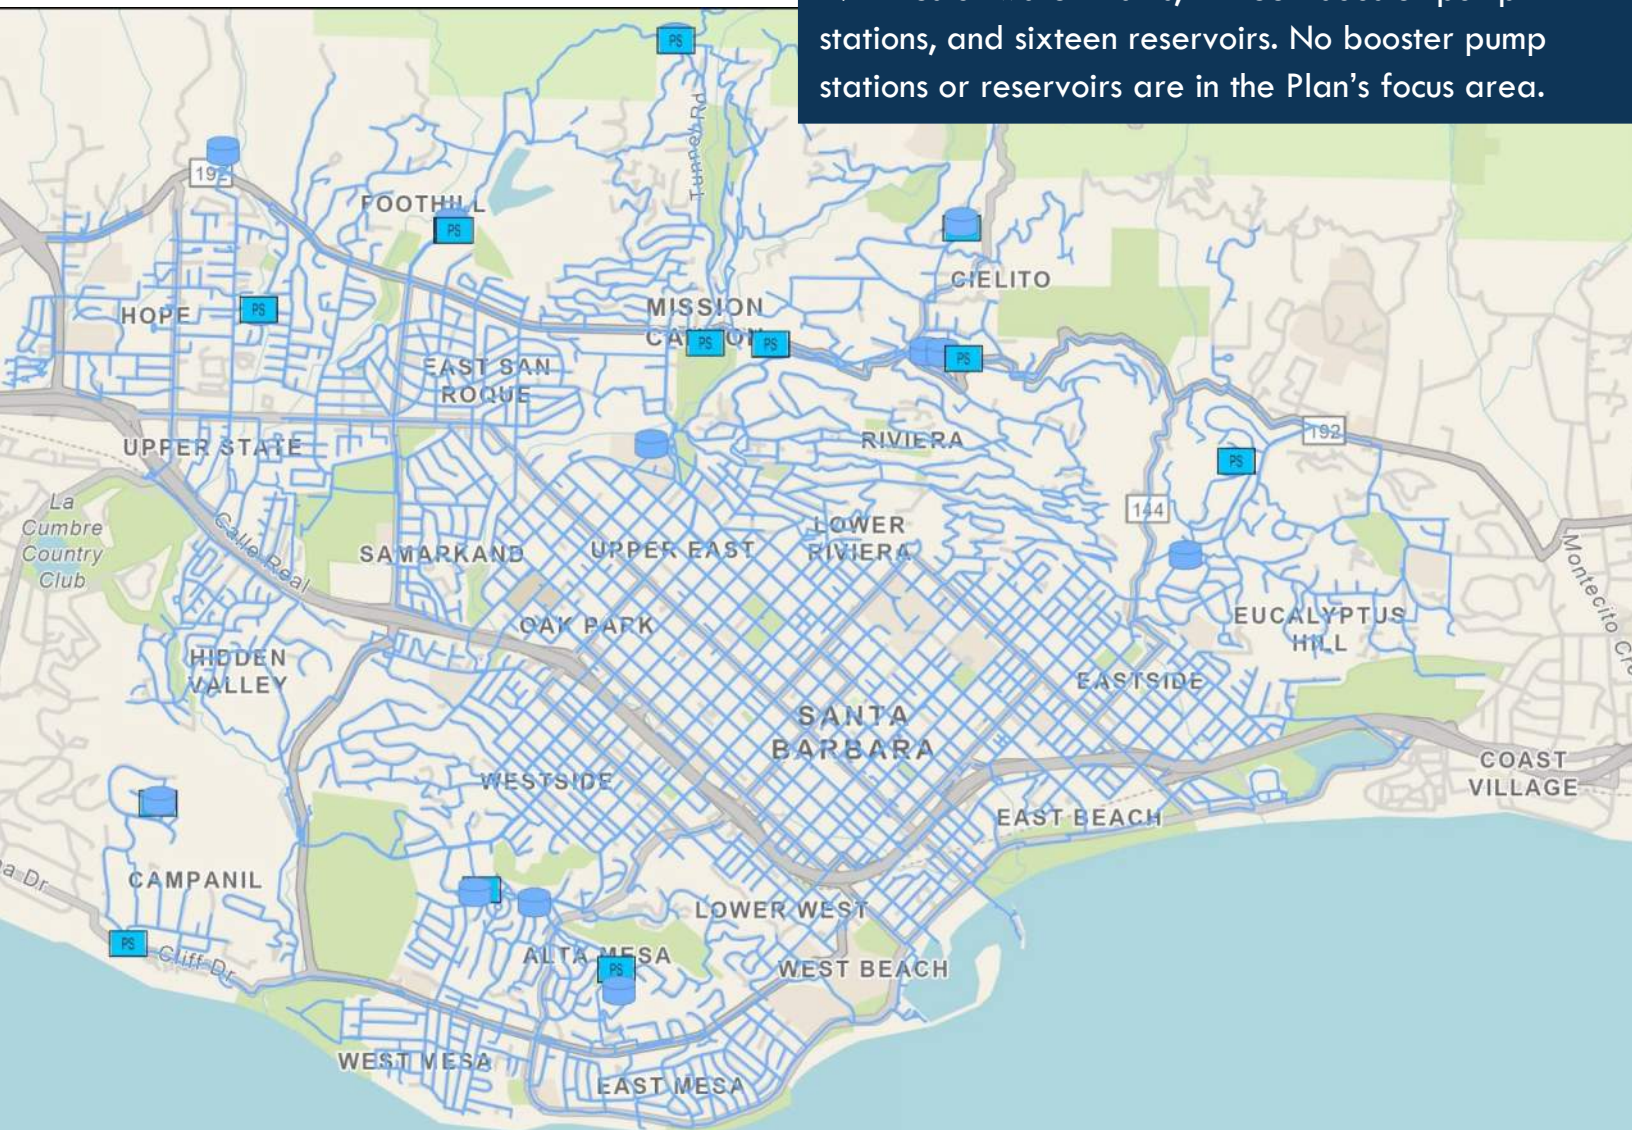 stations, and sixteen reservoirs. No booster pump
stations or reservoirs are in the Plan's focus area.
PS
Tunnel Rd
192
FOOTHILL
PS
CIELITO
HOPE
PS
MISSION
CANYON
PS
PS
PS
EAST SAN
ROQUE
UPPER STATE
RIVIERA
192
PS
La
Cumbre
Country
Club
Calle Real
144
SAMARKAND
UPPER EAST
LOWER
RIVIERA
Montecito
OAK PARK
EUCALYPTUS
HILL
HIDDEN
VALLEY
EASTSIDE
SANTA
BARBARA
COAST
VILLAGE
WESTSIDE
EAST BEACH
Dr
CAMPANIL
LOWER WEST
PS
Cliff Dr
ALTA MESA
PS
WEST BEACH
WEST MESA
EAST MESA